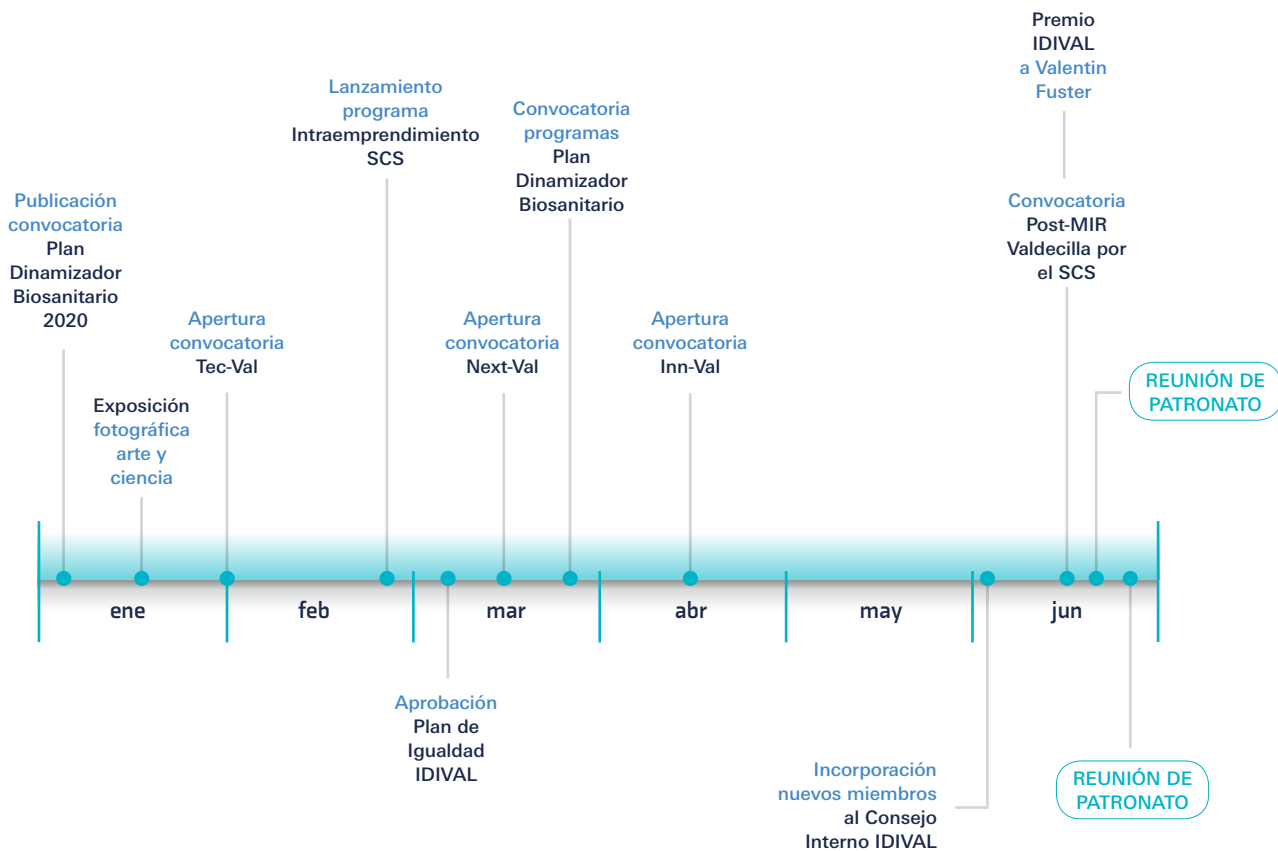 Publicación
convocatoria
Plan
Dinamizador
Biosanitario
2020
Exposición
fotográfica
arte y
ciencia
Apertura
convocatoria
Tec-Val
Lanzamiento
programa
Intraemprendimiento
SCS
Apertura
convocatoria
Next-Val
Convocatoria
programas
Plan
Dinamizador
Biosanitario
Apertura
convocatoria
Inn-Val
Premio
IDIVAL
a Valentin
Fuster
Convocatoria
Post-MIR
Valdecilla por
el SCS
REUNIÓN DE
PATRONATO
ene
feb
mar
abr
may
jun
Aprobación
Plan de
Igualdad
IDIVAL
Incorporación
nuevos miembros
al Consejo
Interno IDIVAL
REUNIÓN DE
PATRONATO